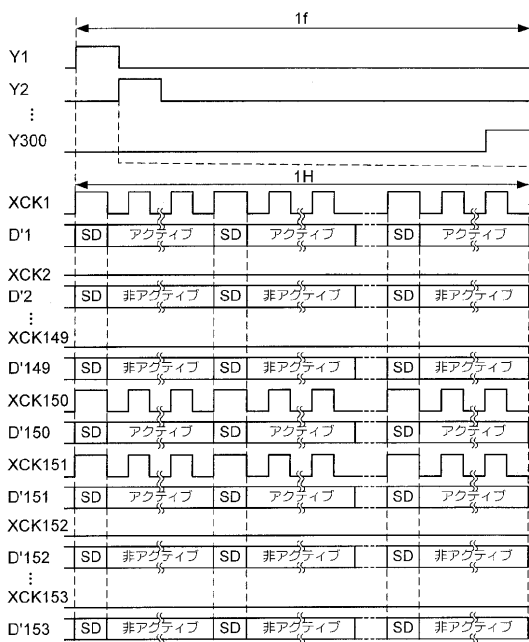 1f
Y1
Y2
⋮
Y300
1H
XCK1
D'1 SD アクティブ SD アクティブ SD アクティブ
XCK2
D'2 SD 非アクティブ SD 非アクティブ SD 非アクティブ
⋮
XCK149
D'149 SD 非アクティブ SD 非アクティブ SD 非アクティブ
XCK150
D'150 SD アクティブ SD アクティブ SD アクティブ
XCK151
D'151 SD アクティブ SD アクティブ SD アクティブ
XCK152
D'152 SD 非アクティブ SD 非アクティブ SD 非アクティブ
⋮
XCK153
D'153 SD 非アクティブ SD 非アクティブ SD 非アクティブ